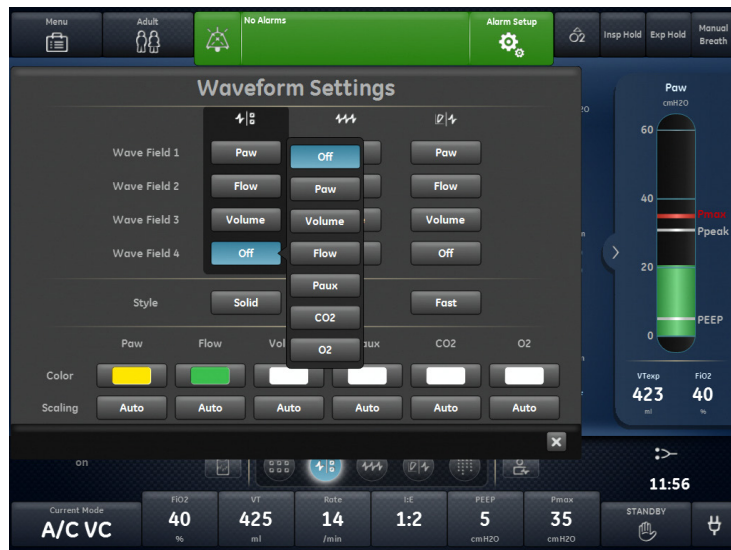 Menu
Adult
No Alarms
Alarm Setup
O2
Insp Hold
Exp Hold
Manual Breath
Waveform Settings
Wave Field 1
Paw
Off
Paw
Wave Field 2
Flow
Paw
Flow
Wave Field 3
Volume
Volume
Volume
Wave Field 4
Off
Flow
Off
Paux
Style
Solid
CO2
Fast
O2
Paw
Flow
CO2
O2
Color
Scaling
Auto
Auto
Auto
Auto
Auto
Auto
Paw
cmH2O
60
40
Pmax
Ppeak
20
PEEP
0
VTexp
FiO2
423
40
ml
%
on
11:56
Current Mode
A/C VC
FiO2
40
%
VT
425
ml
Rate
14
/min
I:E
1:2
PEEP
5
cmH2O
Pmax
35
cmH2O
STANDBY